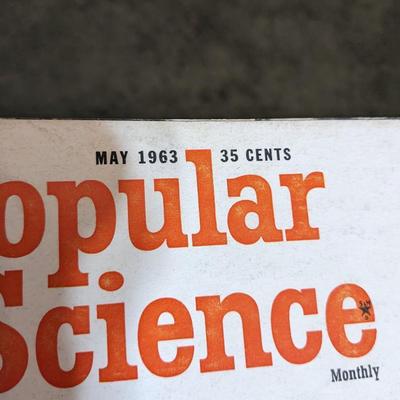 MAY 1963 35 CENTS
opular
Science
Monthly